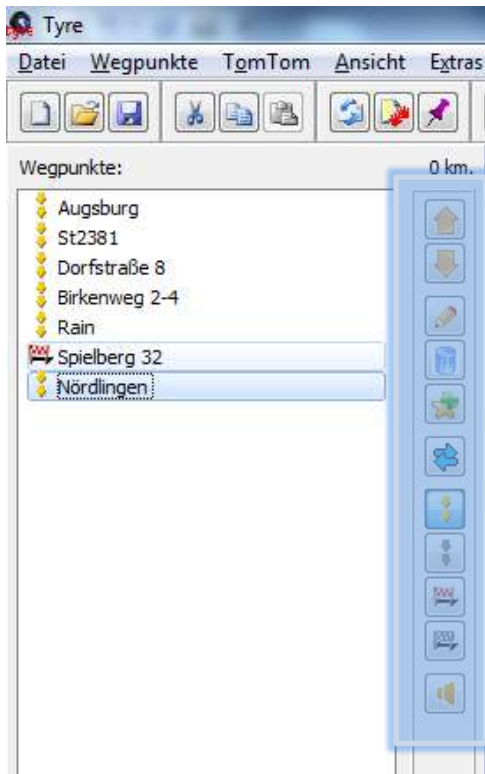 Tyre
Datei Wegpunkte TomTom Ansicht Extras
Wegpunkte: 0 km.
Augsburg
St2381
Dorfstraße 8
Birkenweg 2-4
Rain
Spielberg 32
Nördlingen